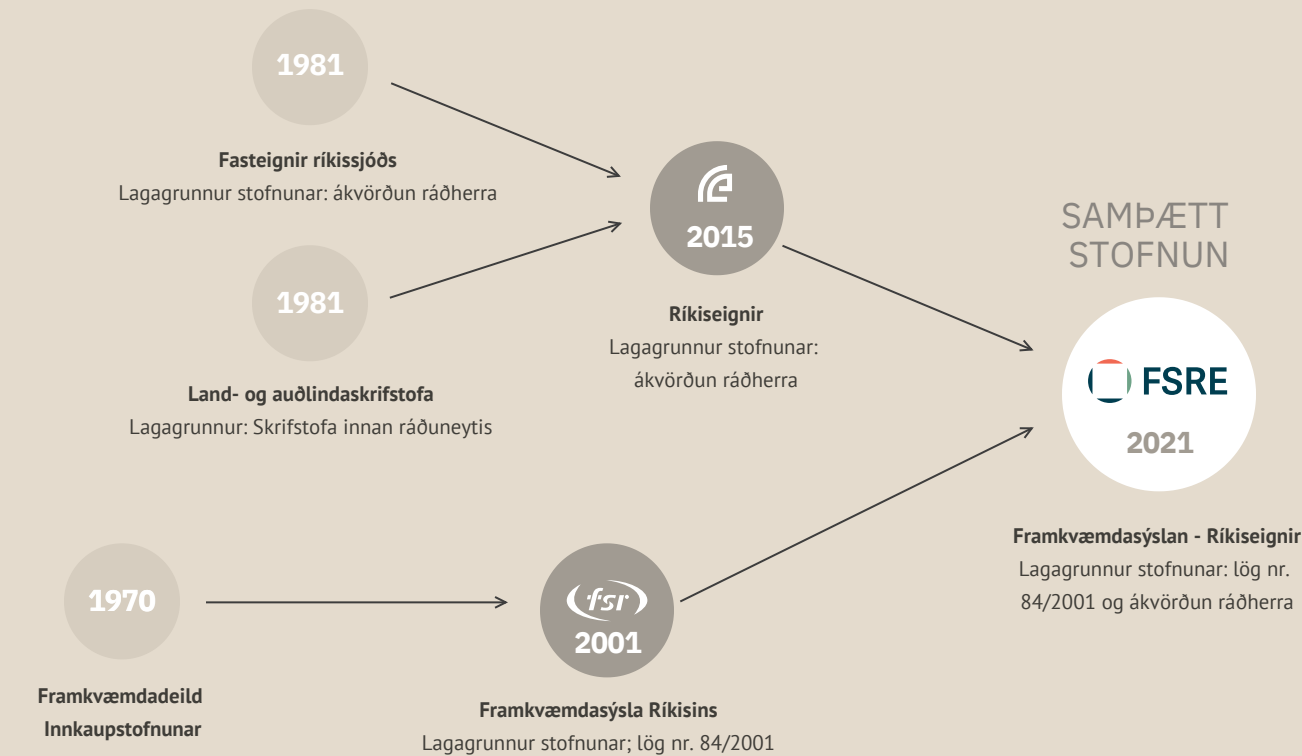 1981
Fasteignir ríkissjóðs
Lagagrunnur stofnunar: ákvörðun ráðherra
1981
Land- og auðlindaskrifstofa
Lagagrunnur: Skrifstofa innan ráðuneytis
2015
Ríkiseignir
Lagagrunnur stofnunar:
ákvörðun ráðherra
1970
Framkvæmdadeild
Innkaupstofnunar
fsr
2001
Framkvæmdasýsla Ríkisins
Lagagrunnur stofnunar; lög nr. 84/2001
SAMÞÆTT
STOFNUN
FSRE
2021
Framkvæmdasýslan - Ríkiseignir
Lagagrunnur stofnunar: lög nr.
84/2001 og ákvörðun ráðherra